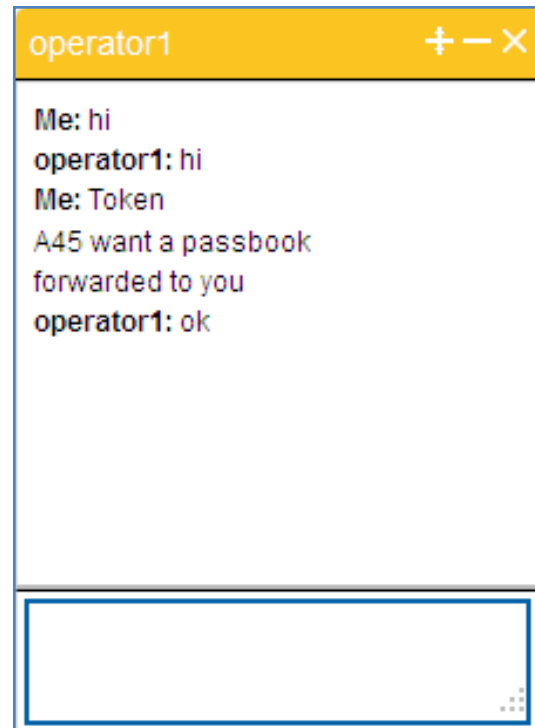 operator1
Me: hi
operator1: hi
Me: Token
A45 want a passbook
forwarded to you
operator1: ok